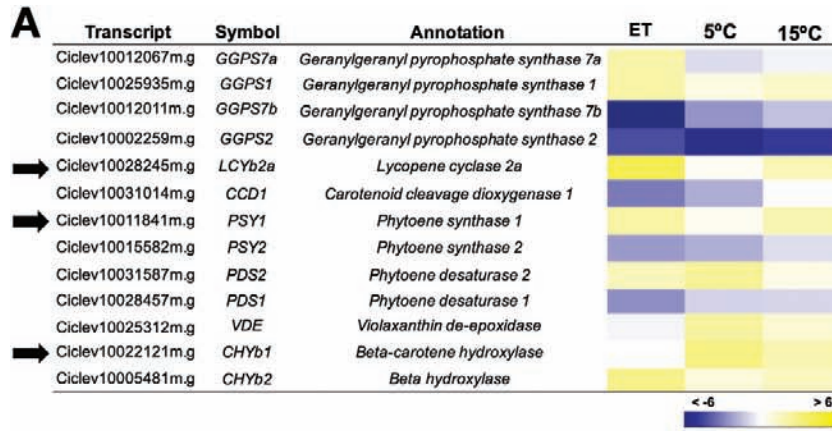 A
Transcript Symbol Annotation ET 5ºC 15ºC
Ciclev10012067m.g GGPS7a Geranylgeranyl pyrophosphate synthase 7a
Ciclev10025935m.g GGPS1 Geranylgeranyl pyrophosphate synthase 1
Ciclev10012011m.g GGPS7b Geranylgeranyl pyrophosphate synthase 7b
Ciclev10002259m.g GGPS2 Geranylgeranyl pyrophosphate synthase 2
Ciclev10028245m.g LCYb2a Lycopene cyclase 2a
Ciclev10031014m.g CCD1 Carotenoid cleavage dioxygenase 1
Ciclev10011841m.g PSY1 Phytoene synthase 1
Ciclev10015582m.g PSY2 Phytoene synthase 2
Ciclev10031587m.g PDS2 Phytoene desaturase 2
Ciclev10028457m.g PDS1 Phytoene desaturase 1
Ciclev10025312m.g VDE Violaxanthin de-epoxidase
Ciclev10022121m.g CHYb1 Beta-carotene hydroxylase
Ciclev10005481m.g CHYb2 Beta hydroxylase
< -6 > 6